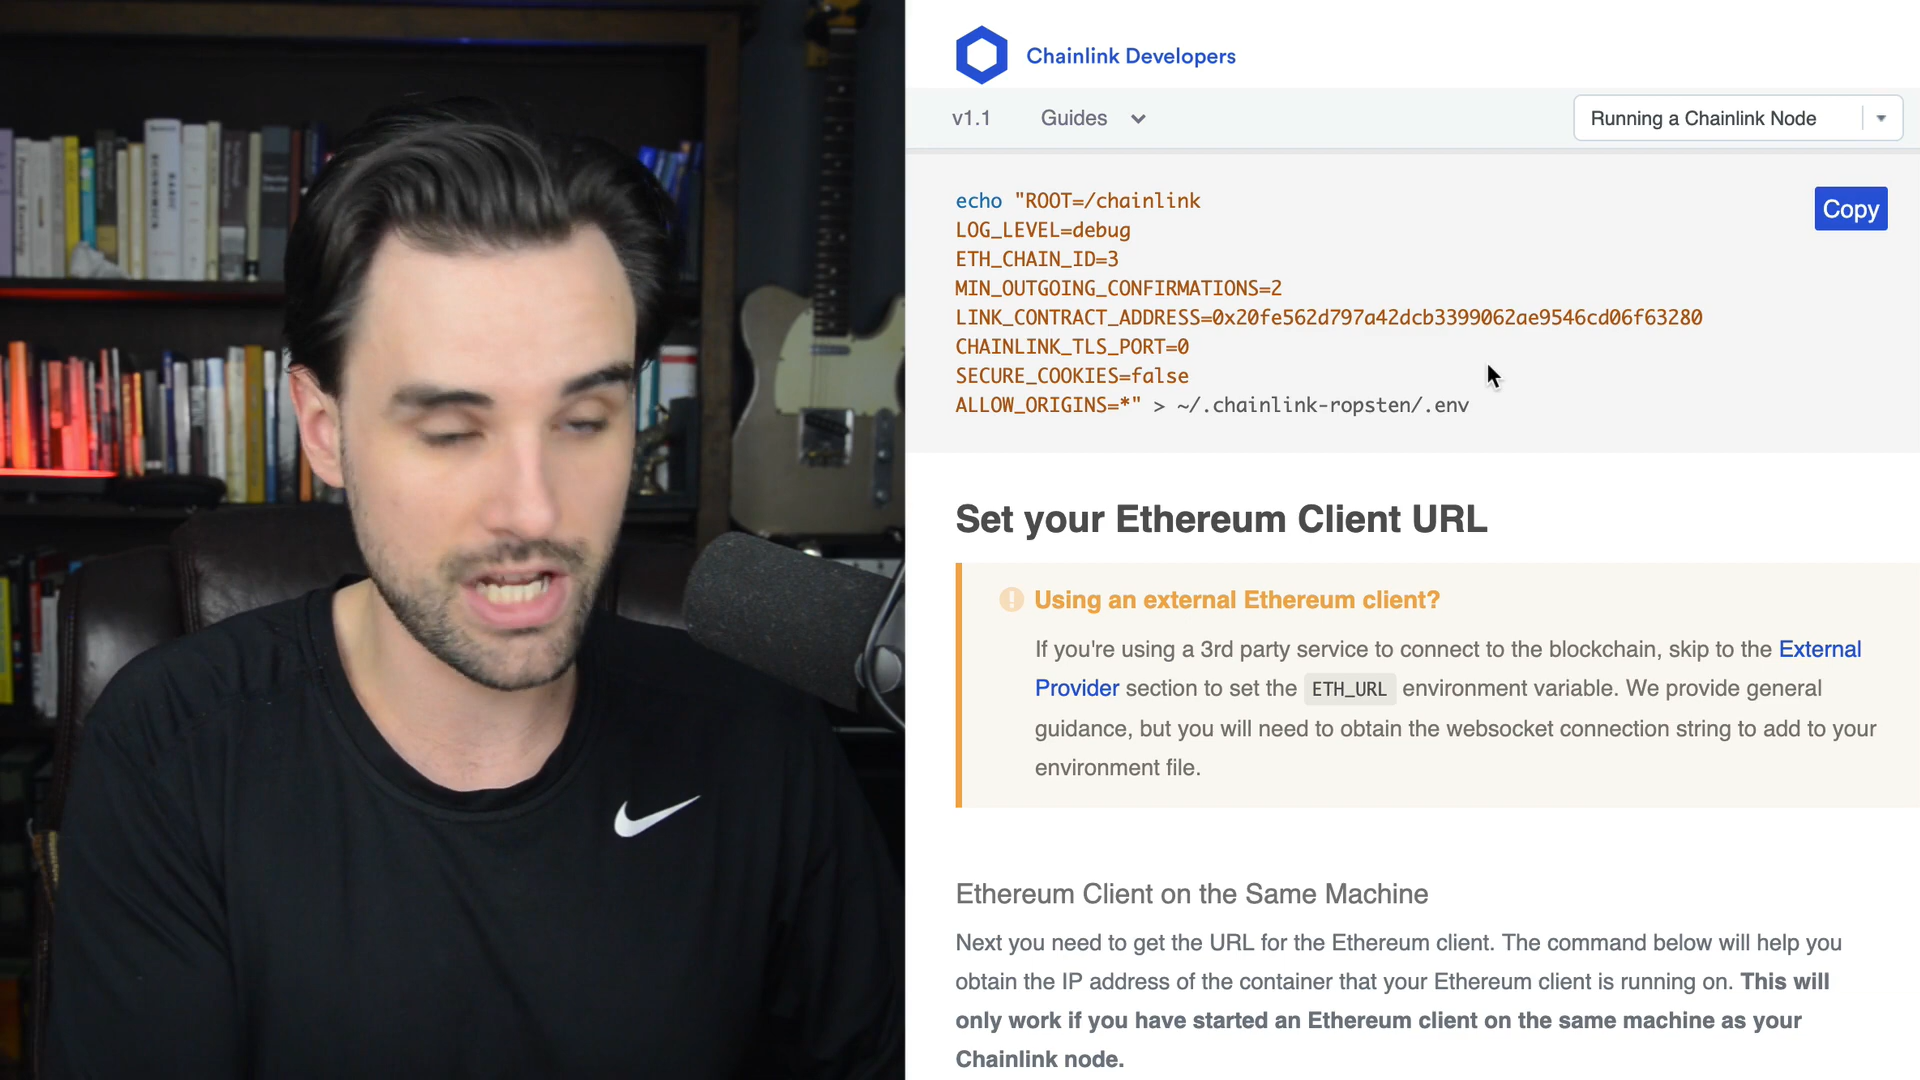 Chainlink Developers
v1.1 Guides Running a Chainlink Node
echo "ROOT=/chainlink
Copy
LOG_LEVEL=debug
ETH_CHAIN_ID=3
MIN_OUTGOING_CONFIRMATIONS=2
LINK_CONTRACT_ADDRESS=0x20fe562d797a42dcb3399062ae9546cd06f63280
CHAINLINK_TLS_PORT=0
SECURE_COOKIES=false
ALLOW_ORIGINS=*" > ~/.chainlink-ropsten/.env
Set your Ethereum Client URL
Using an external Ethereum client?
If you're using a 3rd party service to connect to the blockchain, skip to the External
Provider section to set the ETH_URL environment variable. We provide general
guidance, but you will need to obtain the websocket connection string to add to your
environment file.
Ethereum Client on the Same Machine
Next you need to get the URL for the Ethereum client. The command below will help you
obtain the IP address of the container that your Ethereum client is running on. This will
only work if you have started an Ethereum client on the same machine as your
Chainlink node.